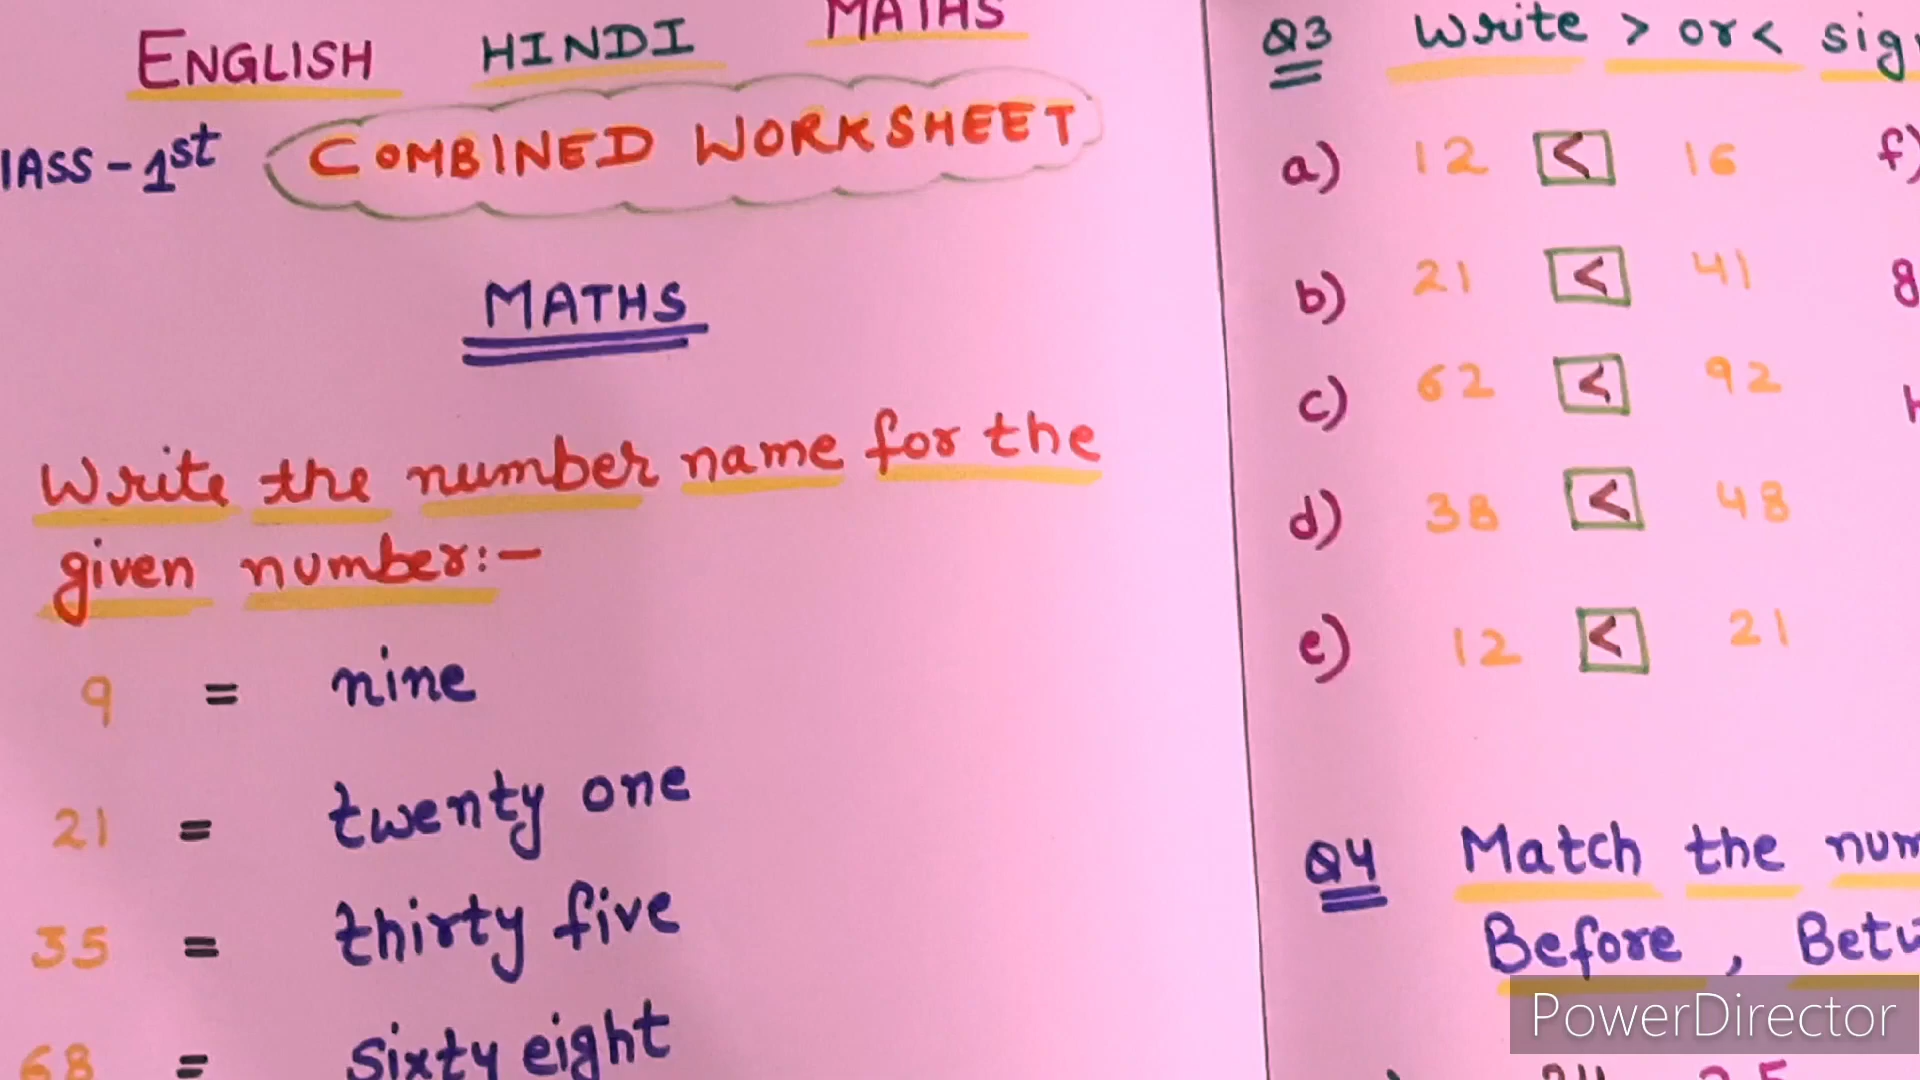 ENGLISH HINDI MATHS
lASS - 1st COMBINED WORKSHEET
MATHS
Write the number name for the
given number:-
9 = nine
21 = twenty one
35 = thirty five
68 = sixty eight
Q3 Write > or < sig
a) 12 < 16
f)
b) 21 < 41
g
c) 62 < 92
d) 38 < 48
e) 12 < 21
Q4 Match the num
Before, Betw
PowerDirector